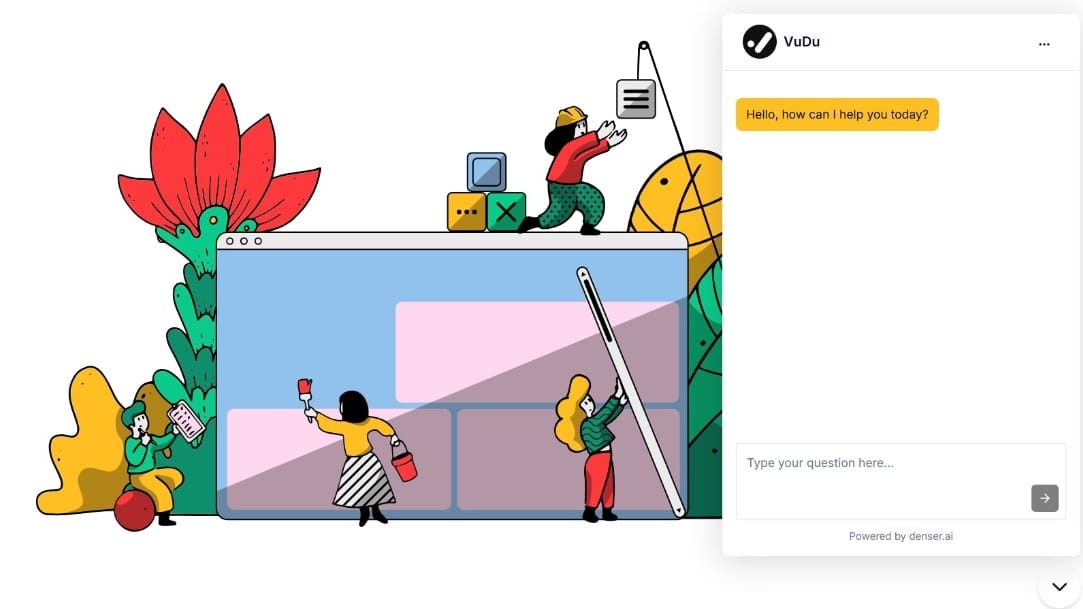 VuDu
Hello, how can I help you today?
Type your question here...
Powered by denser.ai